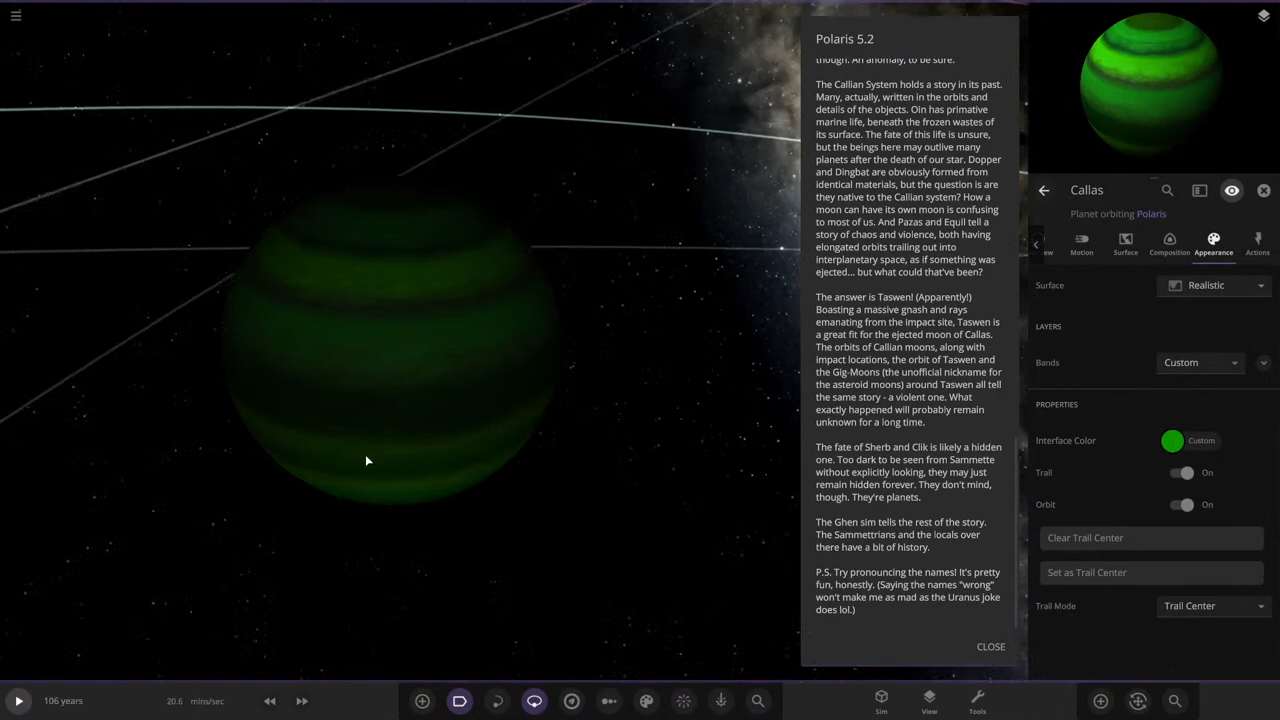 Polaris 5.2
though. An anomaly, to be sure.
The Callian System holds a story in its past.
Many, actually, written in the orbits and
details of the objects. Oin has primative
marine life, beneath the frozen wastes of
its surface. The fate of this life is unsure,
but the beings here may outlive many
planets after the death of our star. Dopper
and Dingbat are obviously formed from
identical materials, but the question is are
they native to the Callian system? How a
moon can have its own moon is confusing
to most of us. And Pazas and Equil tell a
story of chaos and violence, both having
elongated orbits trailing out into
interplanetary space, as if something was
ejected... but what could that've been?
The answer is Taswen! (Apparently!)
Boasting a massive gnash and rays
emanating from the impact site, Taswen is
a great fit for the ejected moon of Callas.
The orbits of Callian moons, along with
impact locations, the orbit of Taswen and
the Gig-Moons (the unofficial nickname for
the asteroid moons) around Taswen all tell
the same story - a violent one. What
exactly happened will probably remain
unknown for a long time.
The fate of Sherb and Clik is likely a hidden
one. Too dark to be seen from Sammette
without explicitly looking, they may just
remain hidden forever. They don't mind,
though. They're planets.
The Ghen sim tells the rest of the story.
The Sammettrians and the locals over
there have a bit of history.
P.S. Try pronouncing the names! It's pretty
fun, honestly. (Saying the names "wrong"
won't make me as mad as the Uranus joke
does lol.)
CLOSE
Callas
Planet orbiting Polaris
ew Motion Surface Composition Appearance Actions
Surface Realistic
LAYERS
Bands Custom
PROPERTIES
Interface Color Custom
Trail On
Orbit On
Clear Trail Center
Set as Trail Center
Trail Mode Trail Center
106 years 20.6 mins/sec Sim View Tools